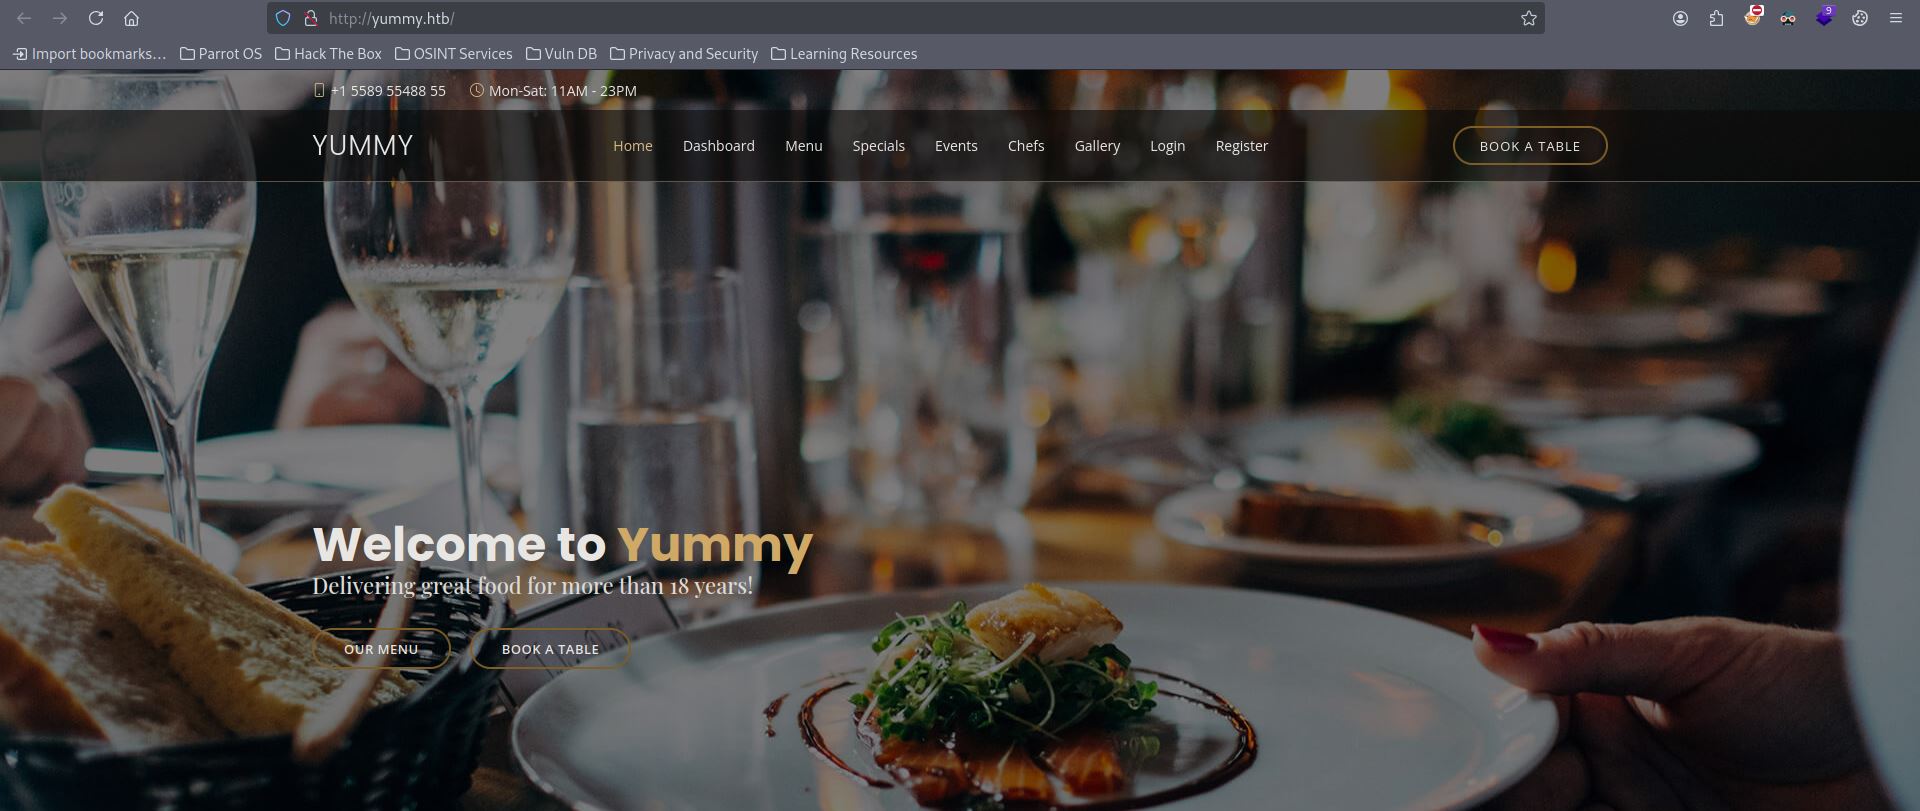 http://yummy.htb/
9
Import bookmarks... Parrot OS Hack The Box OSINT Services Vuln DB Privacy and Security Learning Resources
+1 5589 55488 55 Mon-Sat: 11AM - 23PM
YUMMY Home Dashboard Menu Specials Events Chefs Gallery Login Register BOOK A TABLE
Welcome to Yummy
Delivering great food for more than 18 years!
OUR MENU BOOK A TABLE